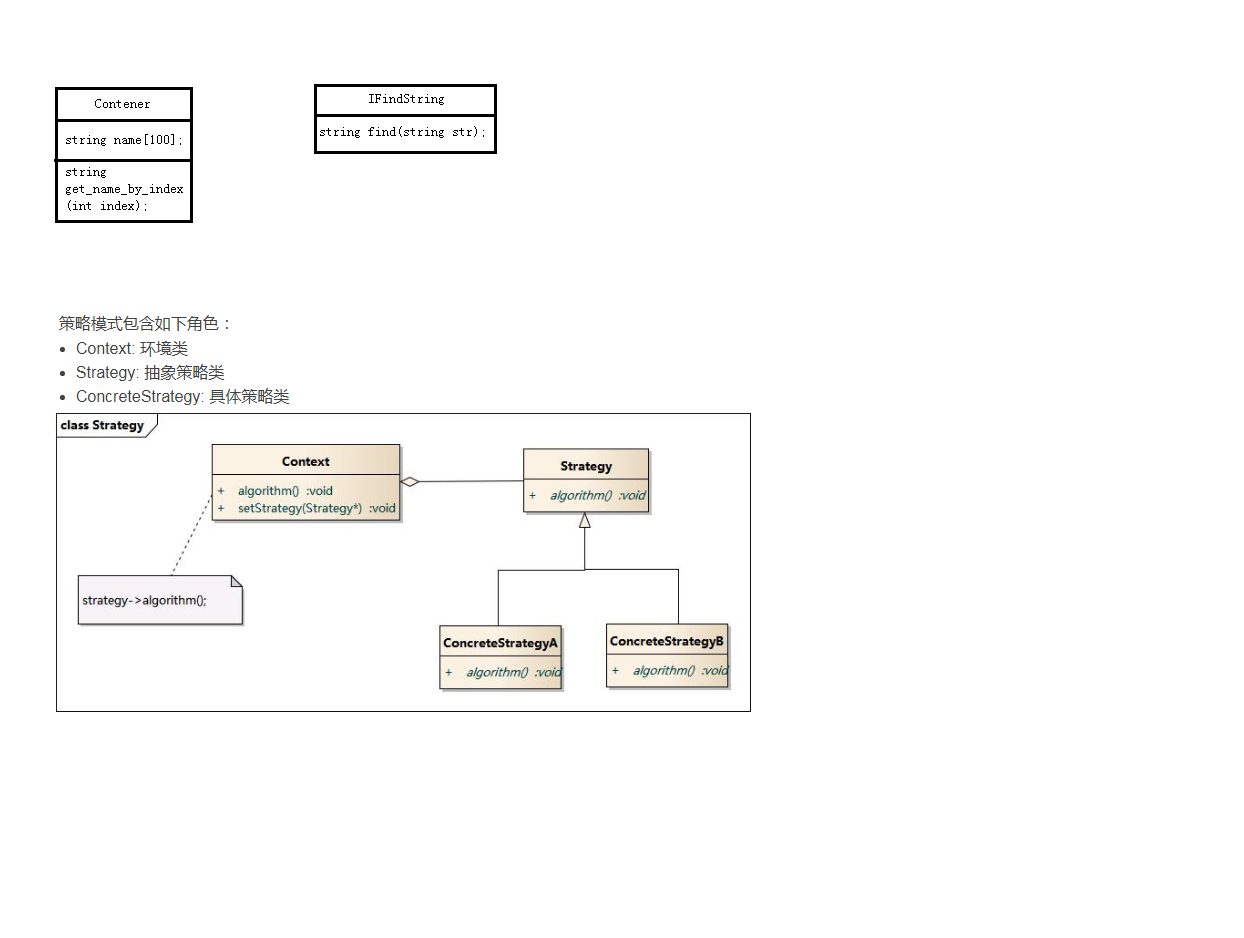 Contener
string name[100];
string
get_name_by_index
(int index);
IFindString
string find(string str);
策略模式包含如下角色：
• Context: 环境类
• Strategy: 抽象策略类
• ConcreteStrategy: 具体策略类
class Strategy
Context
+ algorithm() :void
+ setStrategy(Strategy*) :void
Strategy
+ algorithm() :void
strategy->algorithm();
ConcreteStrategyA
+ algorithm() :void
ConcreteStrategyB
+ algorithm() :void